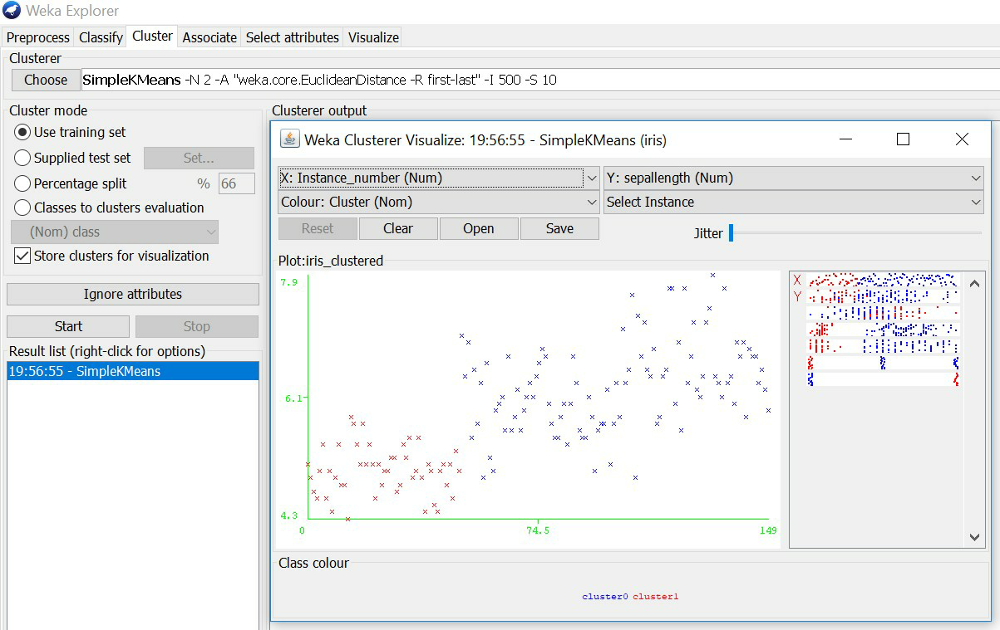 Weka Explorer
Preprocess Classify Cluster Associate Select attributes Visualize
Clusterer
Choose SimpleKMeans -N 2 -A "weka.core.EuclideanDistance -R first-last" -I 500 -S 10
Cluster mode
Use training set
Supplied test set Set...
Percentage split % 66
Classes to clusters evaluation
(Nom) class
Store clusters for visualization
Ignore attributes
Start Stop
Result list (right-click for options)
19:56:55 - SimpleKMeans
Clusterer output
Weka Clusterer Visualize: 19:56:55 - SimpleKMeans (iris)
X: Instance_number (Num) Y: sepallength (Num)
Colour: Cluster (Nom) Select Instance
Reset Clear Open Save Jitter
Plot:iris_clustered
7.9
6.1
4.3
0 74.5 149
X
Y
Class colour
cluster0 cluster1